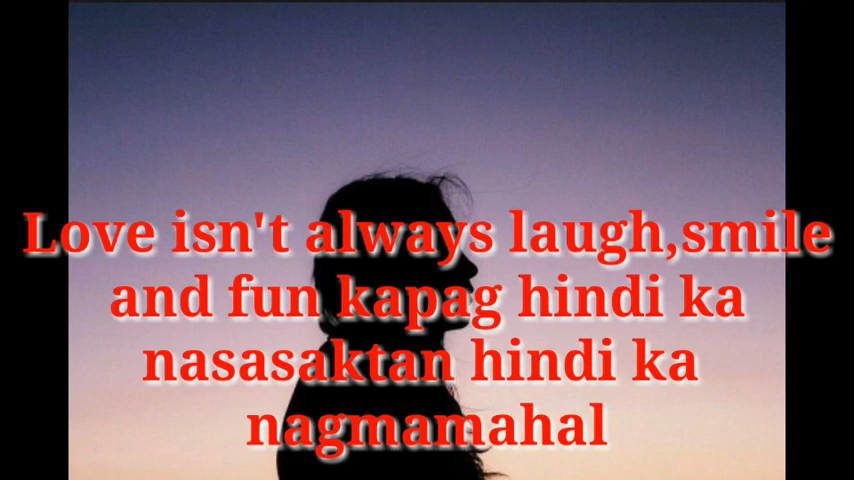 Love isn't always laugh,smile
and fun kapag hindi ka
nasasaktan hindi ka
nagmamahal